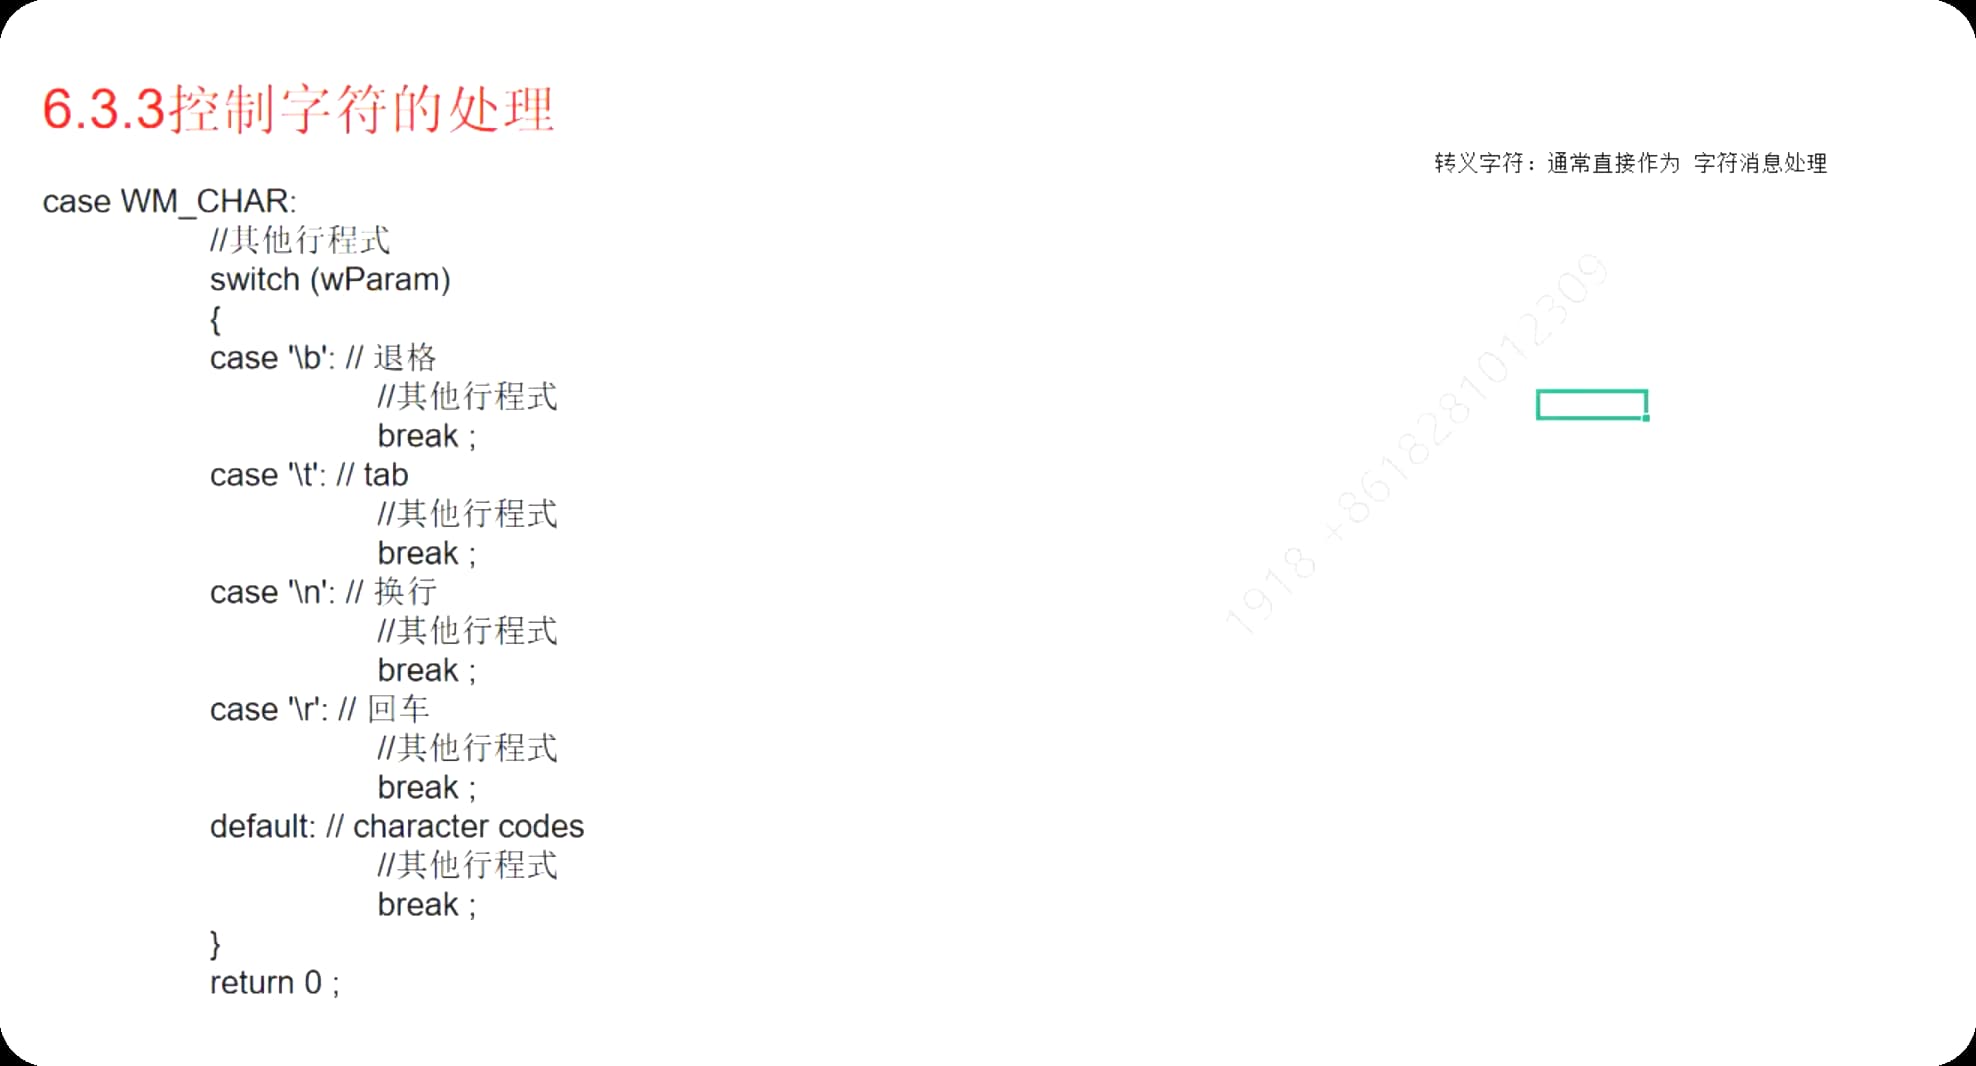 6.3.3控制字符的处理
转义字符：通常直接作为 字符消息处理
case WM_CHAR:
//其他行程式
switch (wParam)
{
case '\b': // 退格
//其他行程式
break ;
case '\t': // tab
//其他行程式
break ;
case '\n': // 换行
//其他行程式
break ;
case '\r': // 回车
//其他行程式
break ;
default: // character codes
//其他行程式
break ;
}
return 0 ;
1918 +8618281012309